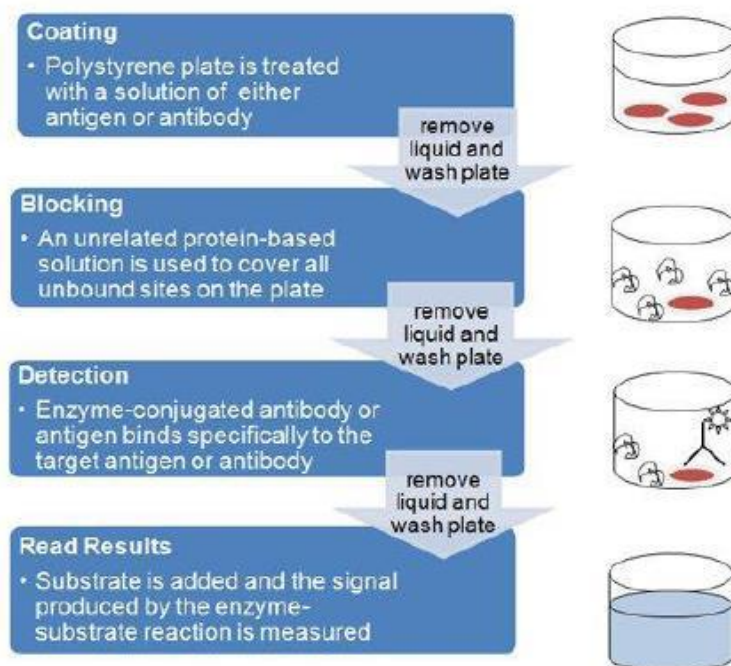 Coating
• Polystyrene plate is treated
with a solution of either
antigen or antibody
remove
liquid and
wash plate
Blocking
• An unrelated protein-based
solution is used to cover all
unbound sites on the plate
remove
liquid and
wash plate
Detection
• Enzyme-conjugated antibody or
antigen binds specifically to the
target antigen or antibody
remove
liquid and
wash plate
Read Results
• Substrate is added and the signal
produced by the enzyme-
substrate reaction is measured